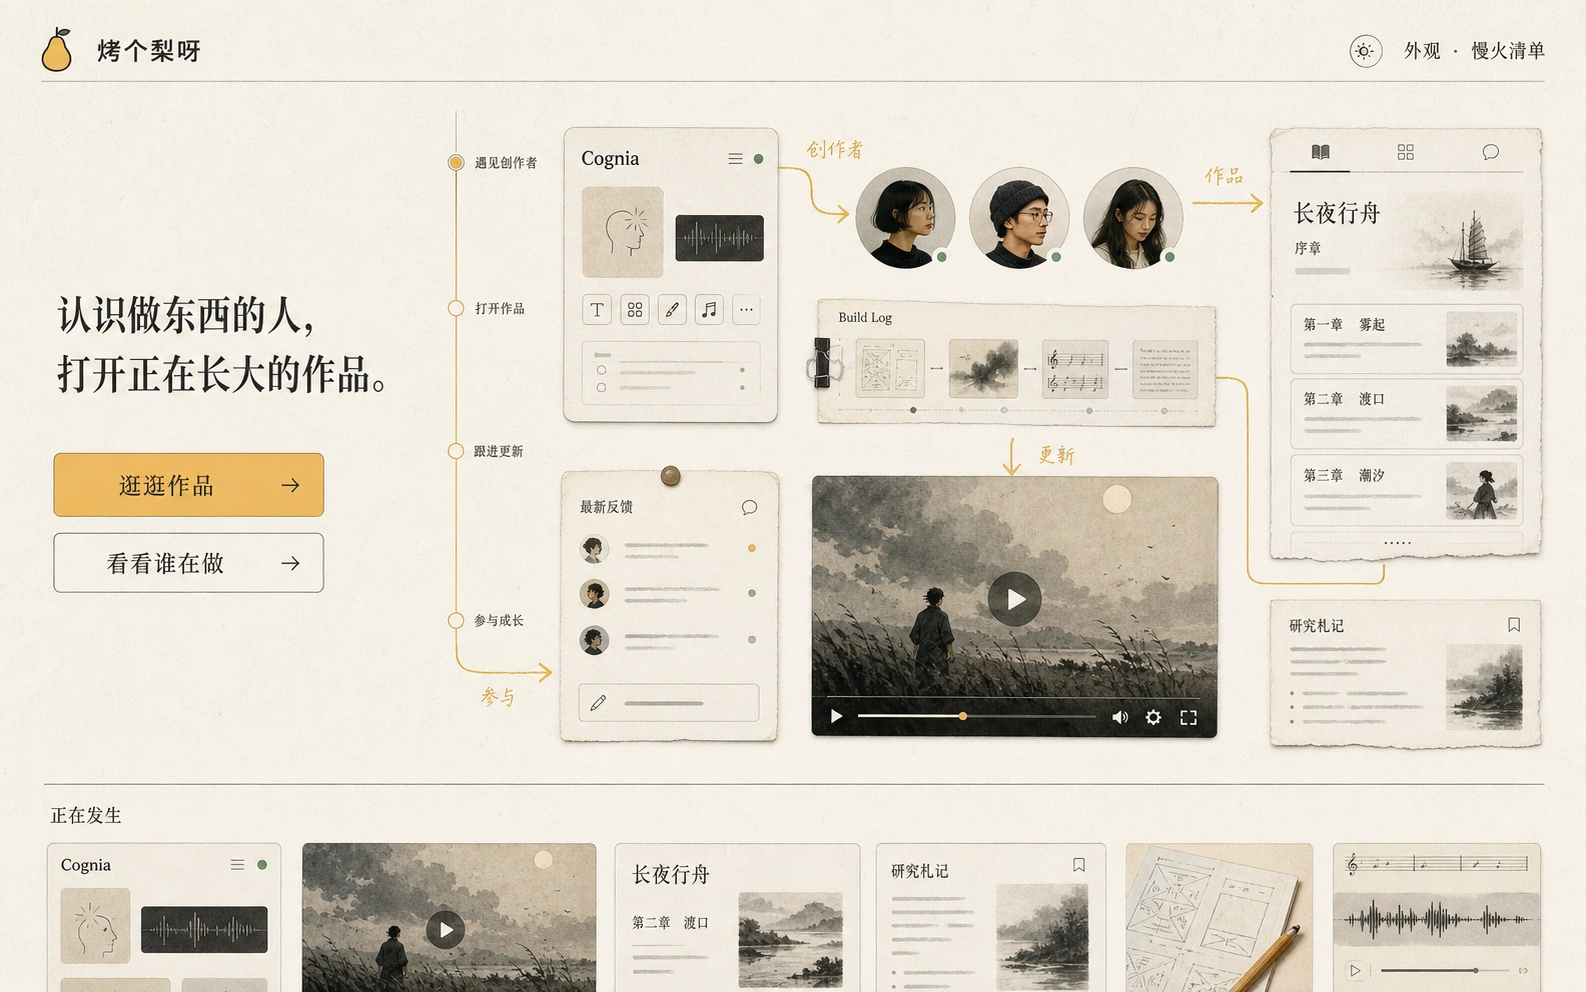 烤个梨呀
外观 · 慢火清单
认识做东西的人，
打开正在长大的作品。
逛逛作品
看看谁在做
遇见创作者
打开作品
跟进更新
参与成长
参与
Cognia
创作者
作品
Build Log
更新
最新反馈
长夜行舟
序章
第一章 雾起
第二章 渡口
第三章 潮汐
研究札记
正在发生
Cognia
长夜行舟
第二章 渡口
研究札记